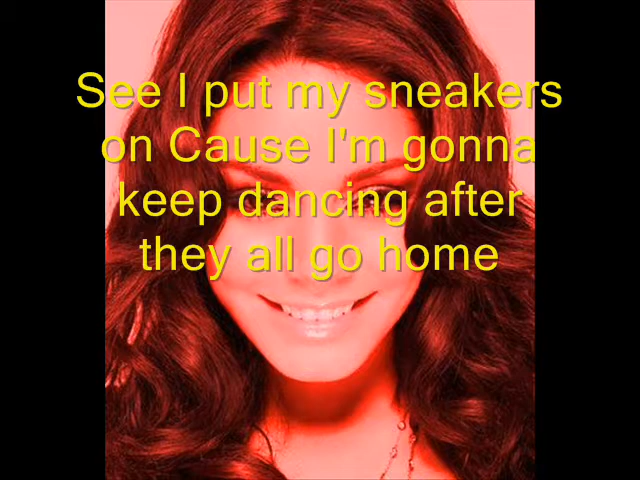 See I put my sneakers
on Cause I'm gonna
keep dancing after
they all go home